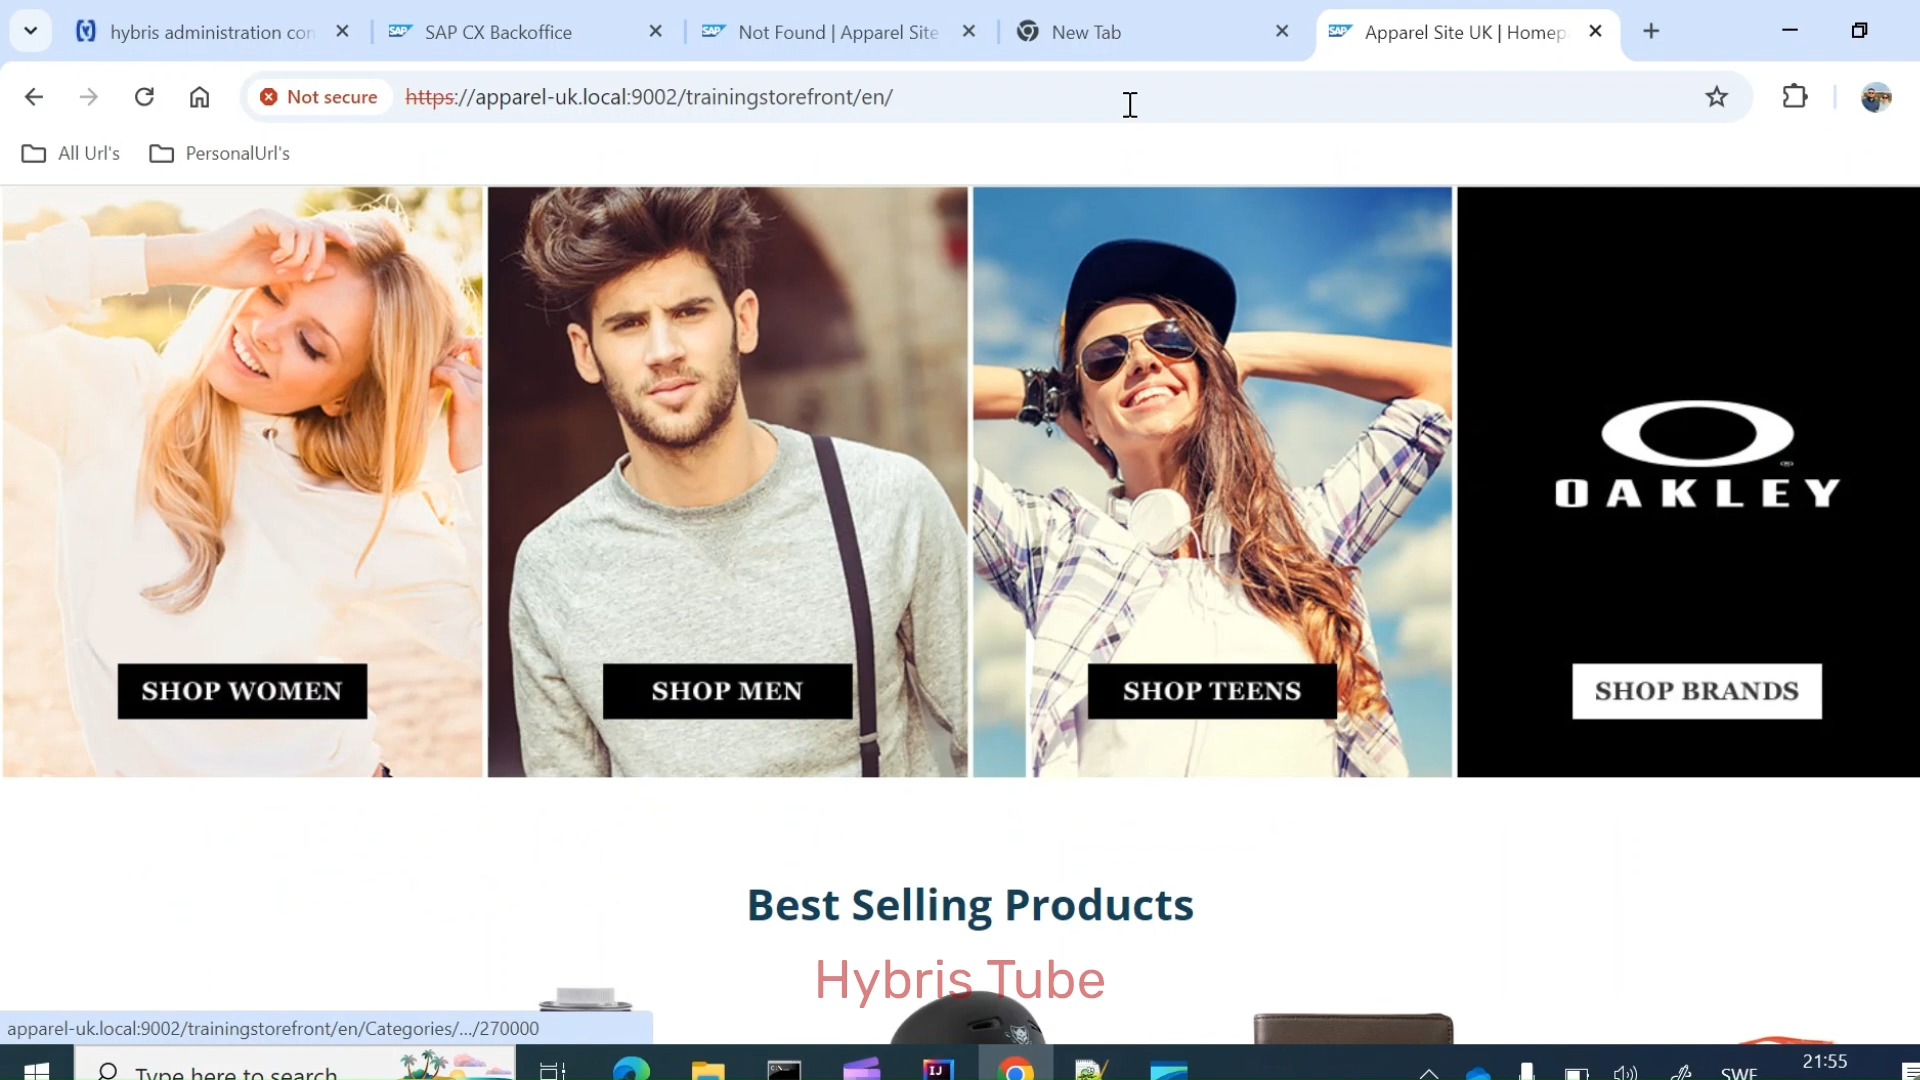 hybris administration con
SAP CX Backoffice
Not Found | Apparel Site
New Tab
Apparel Site UK | Homep
Not secure
https://apparel-uk.local:9002/trainingstorefront/en/
All Url's
PersonalUrl's
OAKLEY
SHOP WOMEN
SHOP MEN
SHOP TEENS
SHOP BRANDS
Best Selling Products
Hybris Tube
apparel-uk.local:9002/trainingstorefront/en/Categories/.../270000
Type here to search
IJ
SWE
21:55